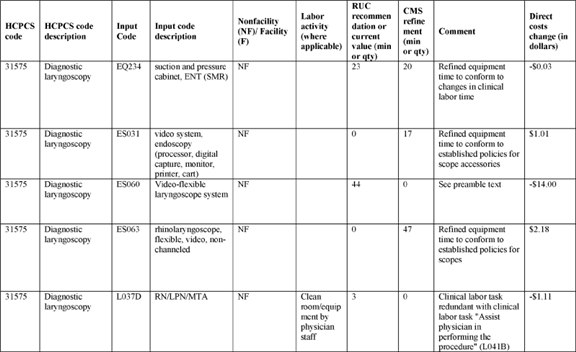 HCPCS code HCPCS code description Input Code Input code description Nonfacility (NF)/ Facility (F) Labor activity (where applicable) RUC recommen dation or current value (min or qty) CMS refine ment (min or qty) Comment Direct costs change (in dollars)
31575 Diagnostic laryngoscopy EQ234 suction and pressure cabinet, ENT (SMR) NF 23 20 Refined equipment time to conform to changes in clinical labor time -$0.03
31575 Diagnostic laryngoscopy ES031 video system, endoscopy (processor, digital capture, monitor, printer, cart) NF 0 17 Refined equipment time to conform to established policies for scope accessories $1.01
31575 Diagnostic laryngoscopy ES060 Video-flexible laryngoscope system NF 44 0 See preamble text -$14.00
31575 Diagnostic laryngoscopy ES063 rhinolaryngoscope, flexible, video, non-channeled NF 0 47 Refined equipment time to conform to established policies for scopes $2.18
31575 Diagnostic laryngoscopy L037D RN/LPN/MTA NF Clean room/equip ment by physician staff 3 0 Clinical labor task redundant with clinical labor task "Assist physician in performing the procedure" (L041B) -$1.11